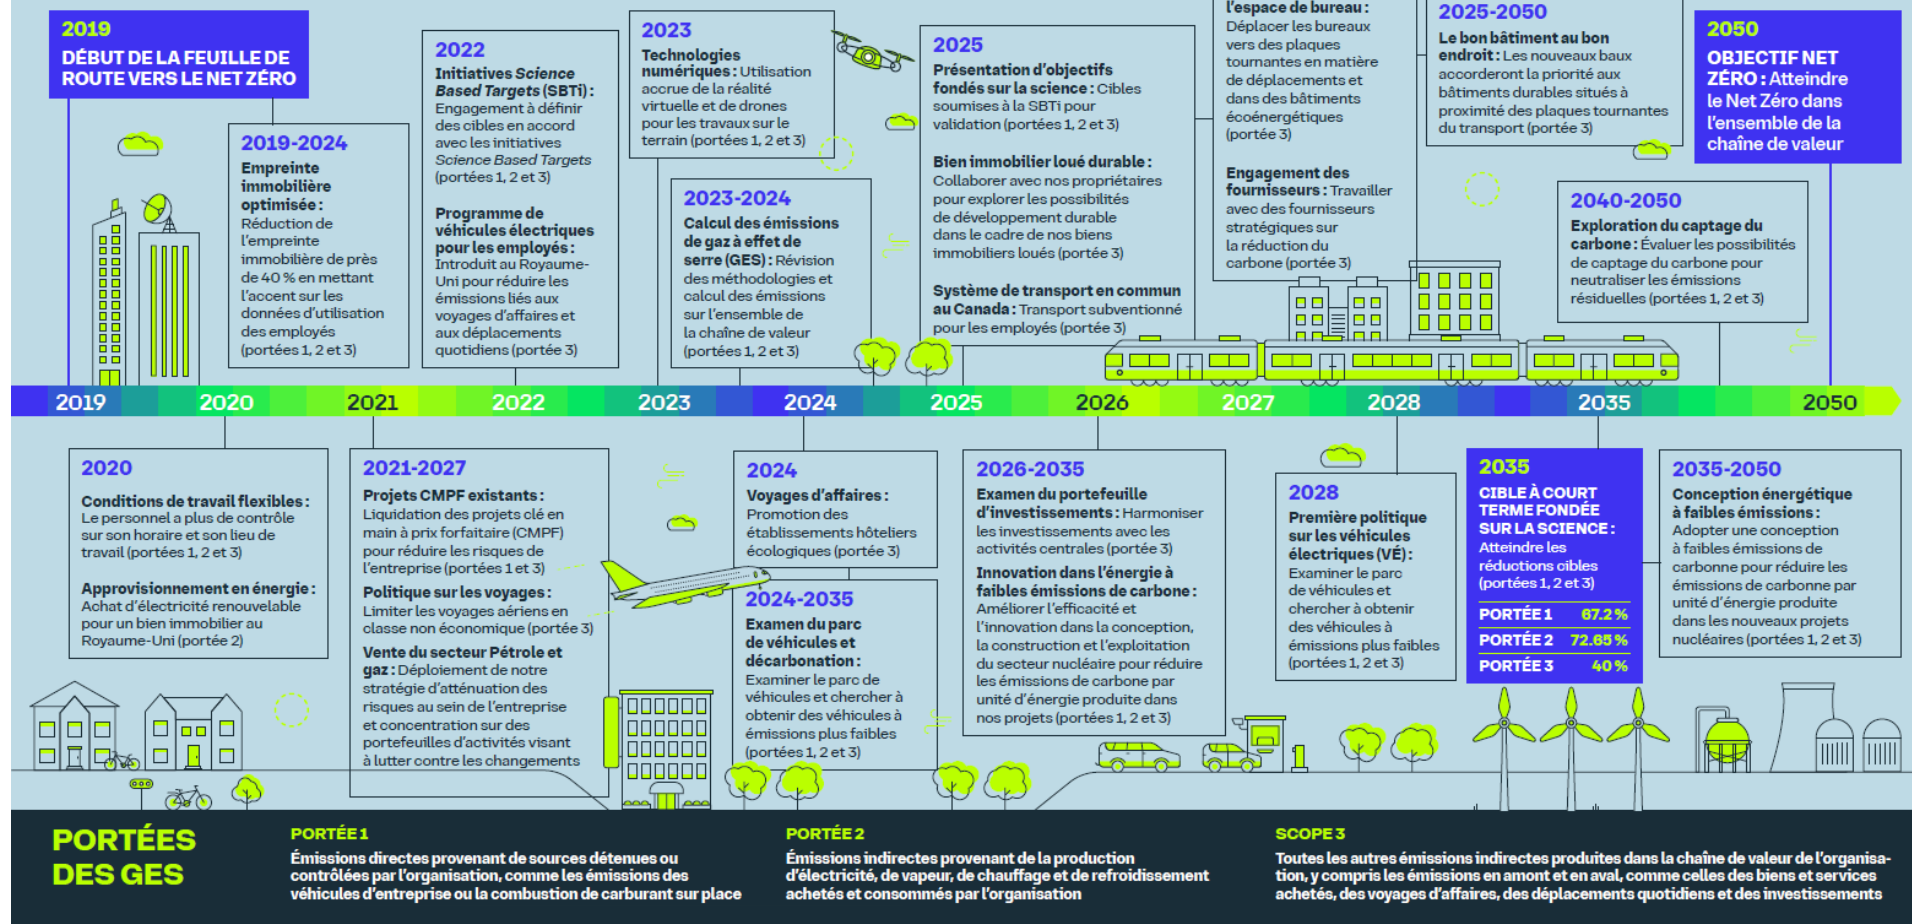 2019
DÉBUT DE LA FEUILLE DE
ROUTE VERS LE NET ZÉRO
2019-2024
Empreinte
immobilière
optimisée :
Réduction de
l'empreinte
immobilière de près
de 40 % en mettant
l'accent sur les
données d'utilisation
des employés
(portées 1, 2 et 3)
2022
Initiatives Science
Based Targets (SBTi) :
Engagement à définir
des cibles en accord
avec les initiatives
Science Based Targets
(portées 1, 2 et 3)
Programme de
véhicules électriques
pour les employés :
Introduit au Royaume-
Uni pour réduire les
émissions liés aux
voyages d'affaires et
aux déplacements
quotidiens (portée 3)
2023
Technologies
numériques : Utilisation
accrue de la réalité
virtuelle et de drones
pour les travaux sur le
terrain (portées 1, 2 et 3)
2023-2024
Calcul des émissions
de gaz à effet de
serre (GES) : Révision
des méthodologies et
calcul des émissions
sur l'ensemble de
la chaîne de valeur
(portées 1, 2 et 3)
2025
Présentation d'objectifs
fondés sur la science : Cibles
soumises à la SBTi pour
validation (portées 1, 2 et 3)
Bien immobilier loué durable :
Collaborer avec nos propriétaires
pour explorer les possibilités
de développement durable
dans le cadre de nos biens
immobiliers loués (portée 3)
Système de transport en commun
au Canada : Transport subventionné
pour les employés (portée 3)
l'espace de bureau :
Déplacer les bureaux
vers des plaques
tournantes en matière
de déplacements et
dans des bâtiments
écoénergétiques
(portée 3)
Engagement des
fournisseurs : Travailler
avec des fournisseurs
stratégiques sur
la réduction du
carbone (portée 3)
2025-2050
Le bon bâtiment au bon
endroit : Les nouveaux baux
accorderont la priorité aux
bâtiments durables situés à
proximité des plaques tournantes
du transport (portée 3)
2040-2050
Exploration du captage du
carbone : Évaluer les possibilités
de captage du carbone pour
neutraliser les émissions
résiduelles (portées 1, 2 et 3)
2050
OBJECTIF NET
ZÉRO : Atteindre
le Net Zéro dans
l'ensemble de la
chaîne de valeur
2019 2020 2021 2022 2023 2024 2025 2026 2027 2028 2035 2050
2020
Conditions de travail flexibles :
Le personnel a plus de contrôle
sur son horaire et son lieu de
travail (portées 1, 2 et 3)
Approvisionnement en énergie :
Achat d'électricité renouvelable
pour un bien immobilier au
Royaume-Uni (portée 2)
2021-2027
Projets CMPF existants :
Liquidation des projets clé en
main à prix forfaitaire (CMPF)
pour réduire les risques de
l'entreprise (portées 1 et 3)
Politique sur les voyages :
Limiter les voyages aériens en
classe non économique (portée 3)
Vente du secteur Pétrole et
gaz : Déploiement de notre
stratégie d'atténuation des
risques au sein de l'entreprise
et concentration sur des
portefeuilles d'activités visant
à lutter contre les changements
2024
Voyages d'affaires :
Promotion des
établissements hôteliers
écologiques (portée 3)
2024-2035
Examen du parc
de véhicules et
décarbonation :
Examiner le parc de
véhicules et chercher à
obtenir des véhicules à
émissions plus faibles
(portées 1, 2 et 3)
2026-2035
Examen du portefeuille
d'investissements : Harmoniser
les investissements avec les
activités centrales (portée 3)
Innovation dans l'énergie à
faibles émissions de carbone :
Améliorer l'efficacité et
l'innovation dans la conception,
la construction et l'exploitation
du secteur nucléaire pour réduire
les émissions de carbone par
unité d'énergie produite dans
nos projets (portées 1, 2 et 3)
2028
Première politique
sur les véhicules
électriques (VÉ) :
Examiner le parc
de véhicules et
chercher à obtenir
des véhicules à
émissions plus faibles
(portées 1, 2 et 3)
2035
CIBLE À COURT
TERME FONDÉE
SUR LA SCIENCE :
Atteindre les
réductions cibles
(portées 1, 2 et 3)
PORTÉE 1 67.2 %
PORTÉE 2 72.65 %
PORTÉE 3 40 %
2035-2050
Conception énergétique
à faibles émissions :
Adopter une conception
à faibles émissions de
carbonne pour réduire les
émissions de carbonne par
unité d'énergie produite
dans les nouveaux projets
nucléaires (portées 1, 2 et 3)
PORTÉES
DES GES
PORTÉE 1
Émissions directes provenant de sources détenues ou
contrôlées par l'organisation, comme les émissions des
véhicules d'entreprise ou la combustion de carburant sur place
PORTÉE 2
Émissions indirectes provenant de la production
d'électricité, de vapeur, de chauffage et de refroidissement
achetés et consommés par l'organisation
SCOPE 3
Toutes les autres émissions indirectes produites dans la chaîne de valeur de l'organisa-
tion, y compris les émissions en amont et en aval, comme celles des biens et services
achetés, des voyages d'affaires, des déplacements quotidiens et des investissements